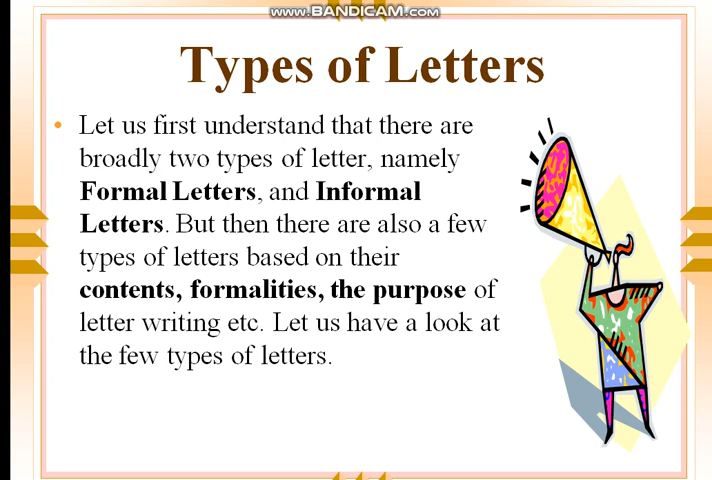 www.BANDICAM.com
Types of Letters
• Let us first understand that there are
broadly two types of letter, namely
Formal Letters, and Informal
Letters. But then there are also a few
types of letters based on their
contents, formalities, the purpose of
letter writing etc. Let us have a look at
the few types of letters.